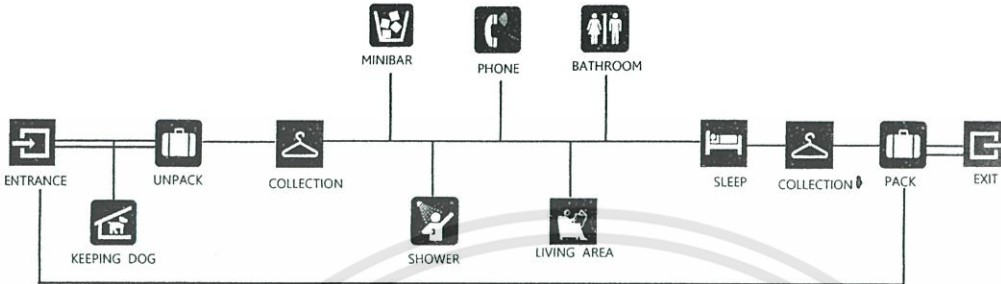 MINIBAR
PHONE
BATHROOM
ENTRANCE
UNPACK
COLLECTION
SLEEP
COLLECTION
PACK
EXIT
KEEPING DOG
SHOWER
LIVING AREA